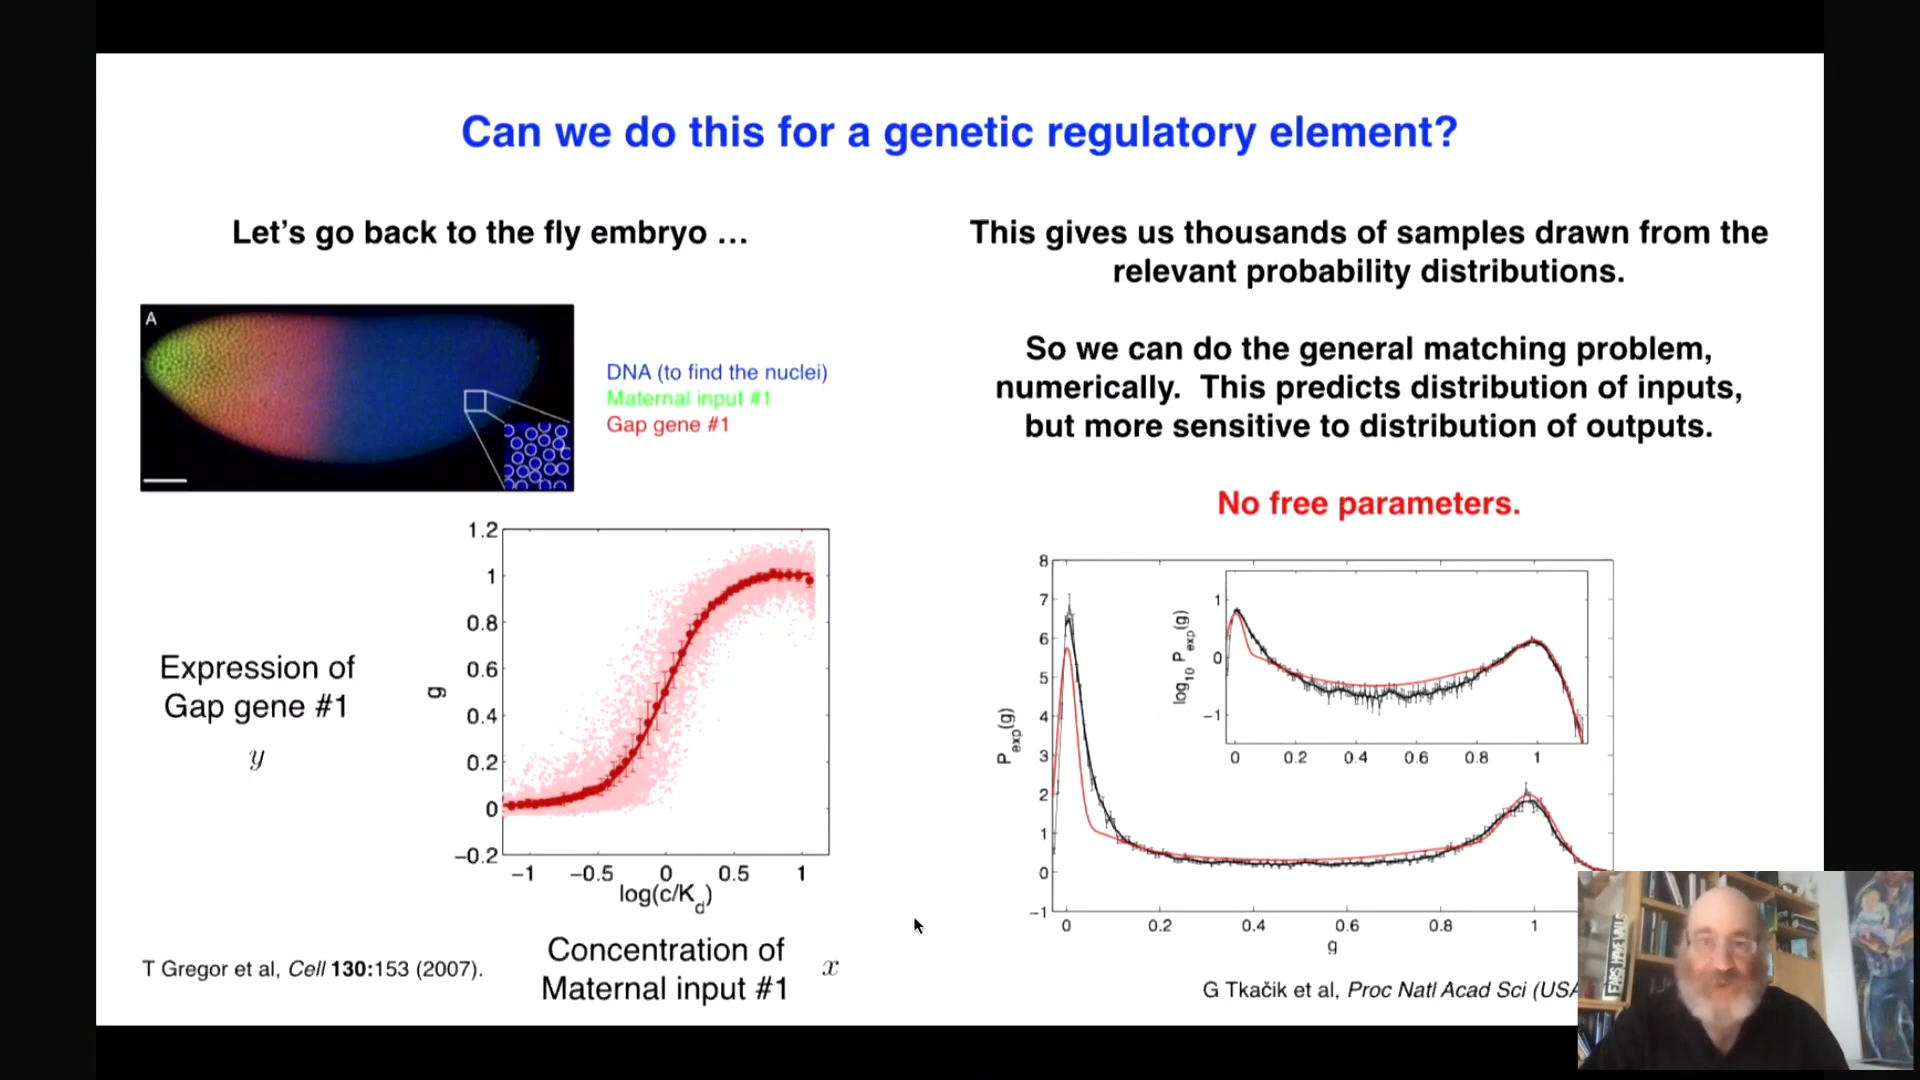 Can we do this for a genetic regulatory element?
Let's go back to the fly embryo …
A
DNA (to find the nuclei)
Maternal input #1
Gap gene #1
Expression of
Gap gene #1
y
1.2
1
0.8
0.6
0.4
0.2
0
−0.2
g
−1
−0.5
0
0.5
1
log(c/K_d)
Concentration of
Maternal input #1
x
T Gregor et al, Cell 130:153 (2007).
This gives us thousands of samples drawn from the
relevant probability distributions.
So we can do the general matching problem,
numerically. This predicts distribution of inputs,
but more sensitive to distribution of outputs.
No free parameters.
8
7
6
5
4
3
2
1
0
−1
P_exp(g)
0
0.2
0.4
0.6
0.8
1
g
1
0
−1
log_10 P_exp(g)
0
0.2
0.4
0.6
0.8
1
G Tkačik et al, Proc Natl Acad Sci (USA
EARS HAVE WALLS